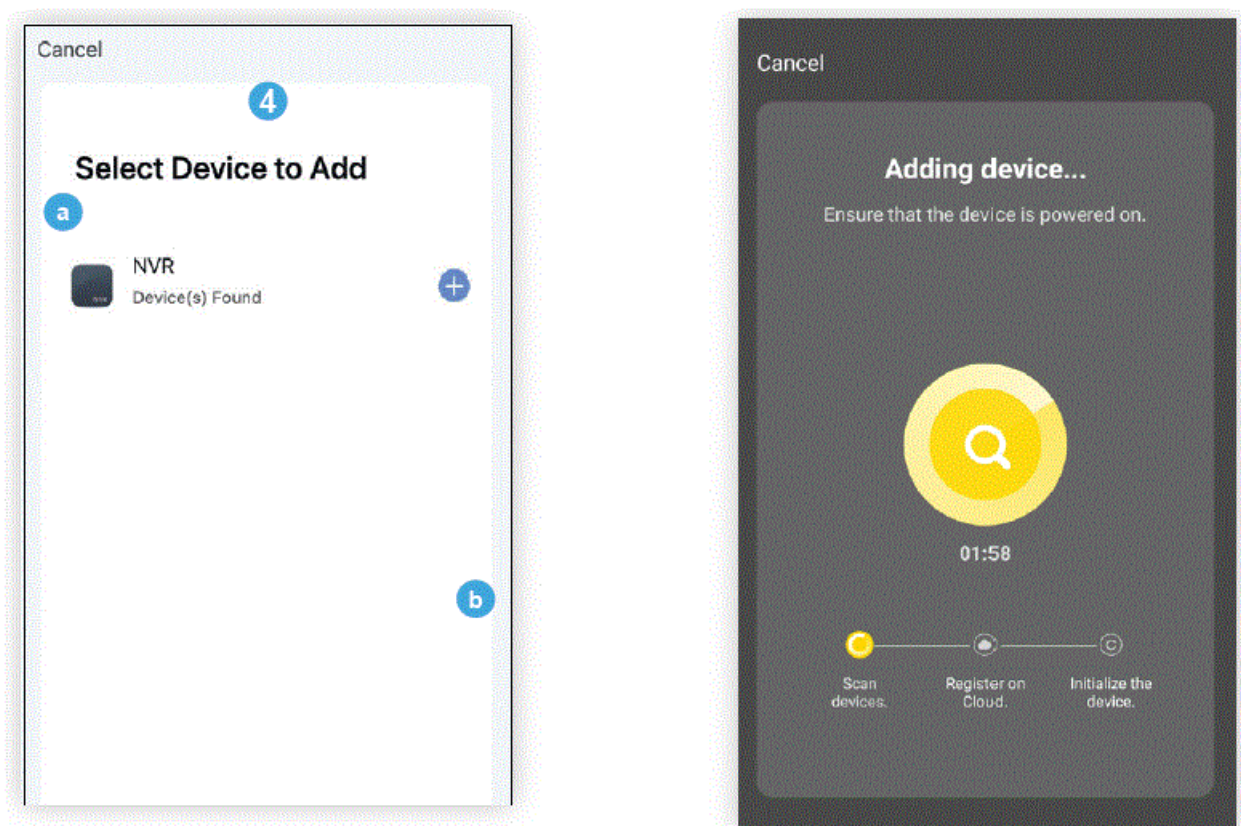 Cancel
4
Select Device to Add
a
NVR
Device(s) Found
b
Cancel
Adding device...
Ensure that the device is powered on.
01:58
Scan
devices.
Register on
Cloud.
Initialize the
device.